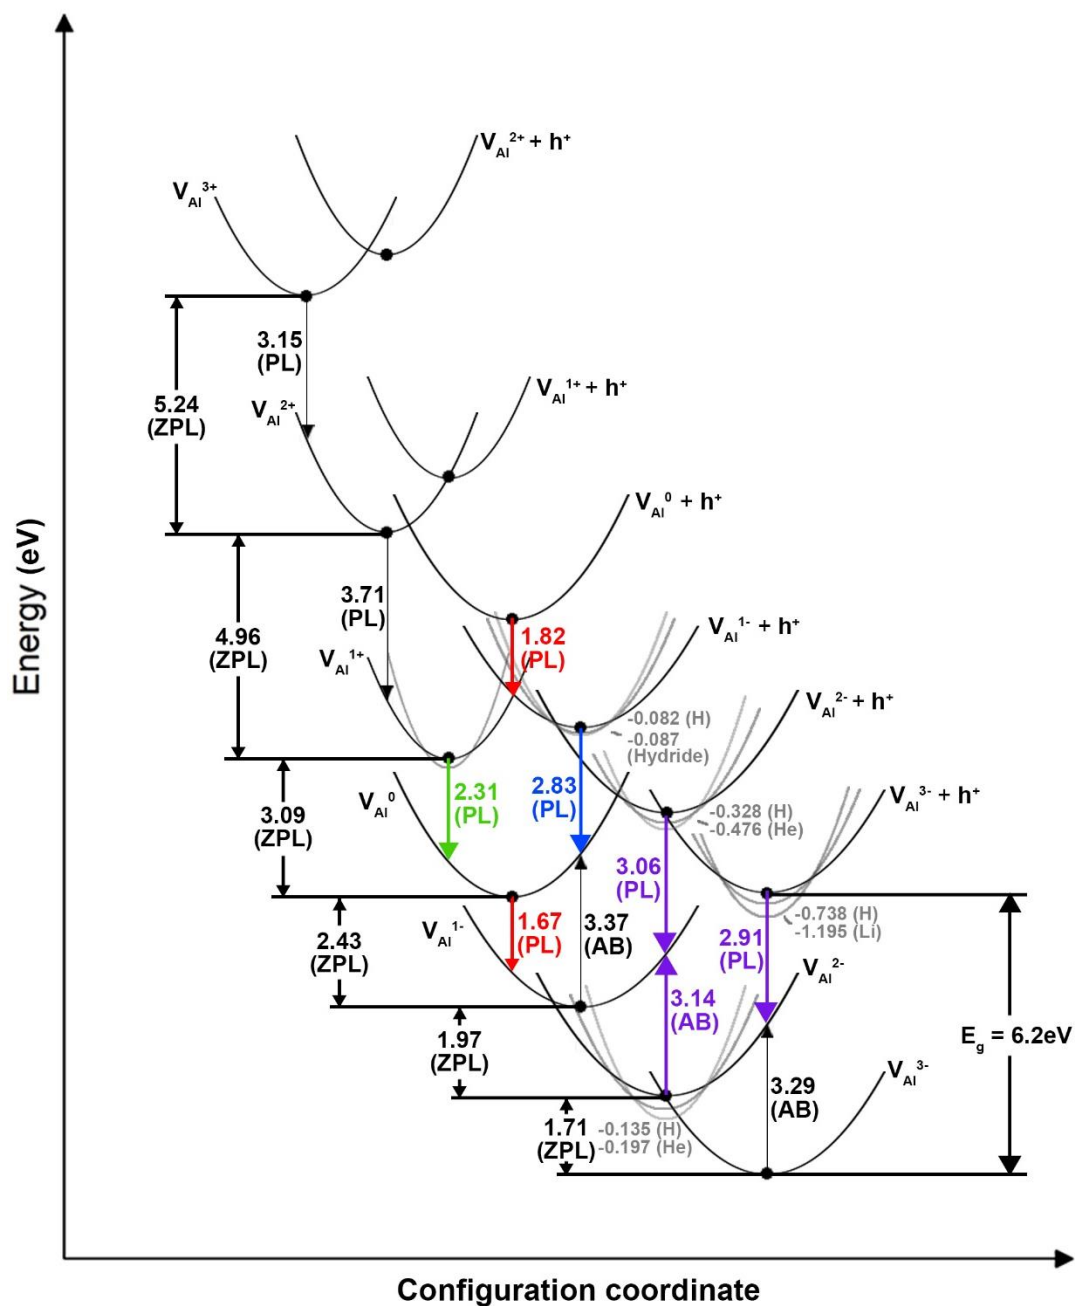 V_Al^2+ + h^+
V_Al^3+
3.15
(PL)
V_Al^1+ + h^+
5.24
(ZPL)
V_Al^2+
V_Al^0 + h^+
Energy (eV)
3.71
(PL)
4.96
(ZPL)
V_Al^1+
1.82
(PL)
V_Al^1- + h^+
-0.082 (H)
-0.087
(Hydride)
V_Al^2- + h^+
3.09
(ZPL)
V_Al^0
2.31
(PL)
2.83
(PL)
-0.328 (H)
-0.476 (He)
V_Al^3- + h^+
3.06
(PL)
2.43
(ZPL)
V_Al^1-
1.67
(PL)
3.37
(AB)
2.91
(PL)
-0.738 (H)
-1.195 (Li)
V_Al^2-
3.14
(AB)
1.97
(ZPL)
E_g = 6.2eV
1.71
(ZPL)
-0.135 (H)
-0.197 (He)
3.29
(AB)
V_Al^3-
Configuration coordinate